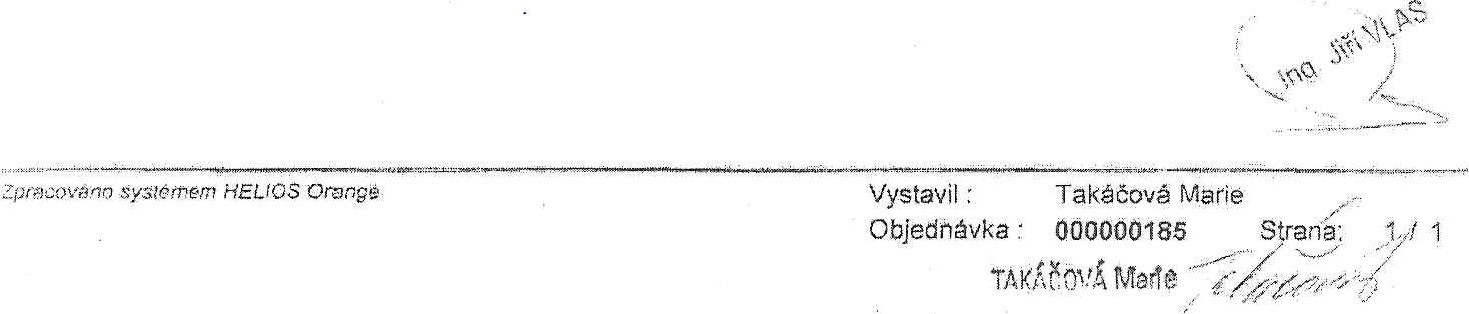 Ing. Jiří VLAS
Zpracováno systémem HELIOS Orange
Vystavil : Takáčová Marie
Objednávka : 000000185 Strana: 1 / 1
TAKÁČOVÁ Marie